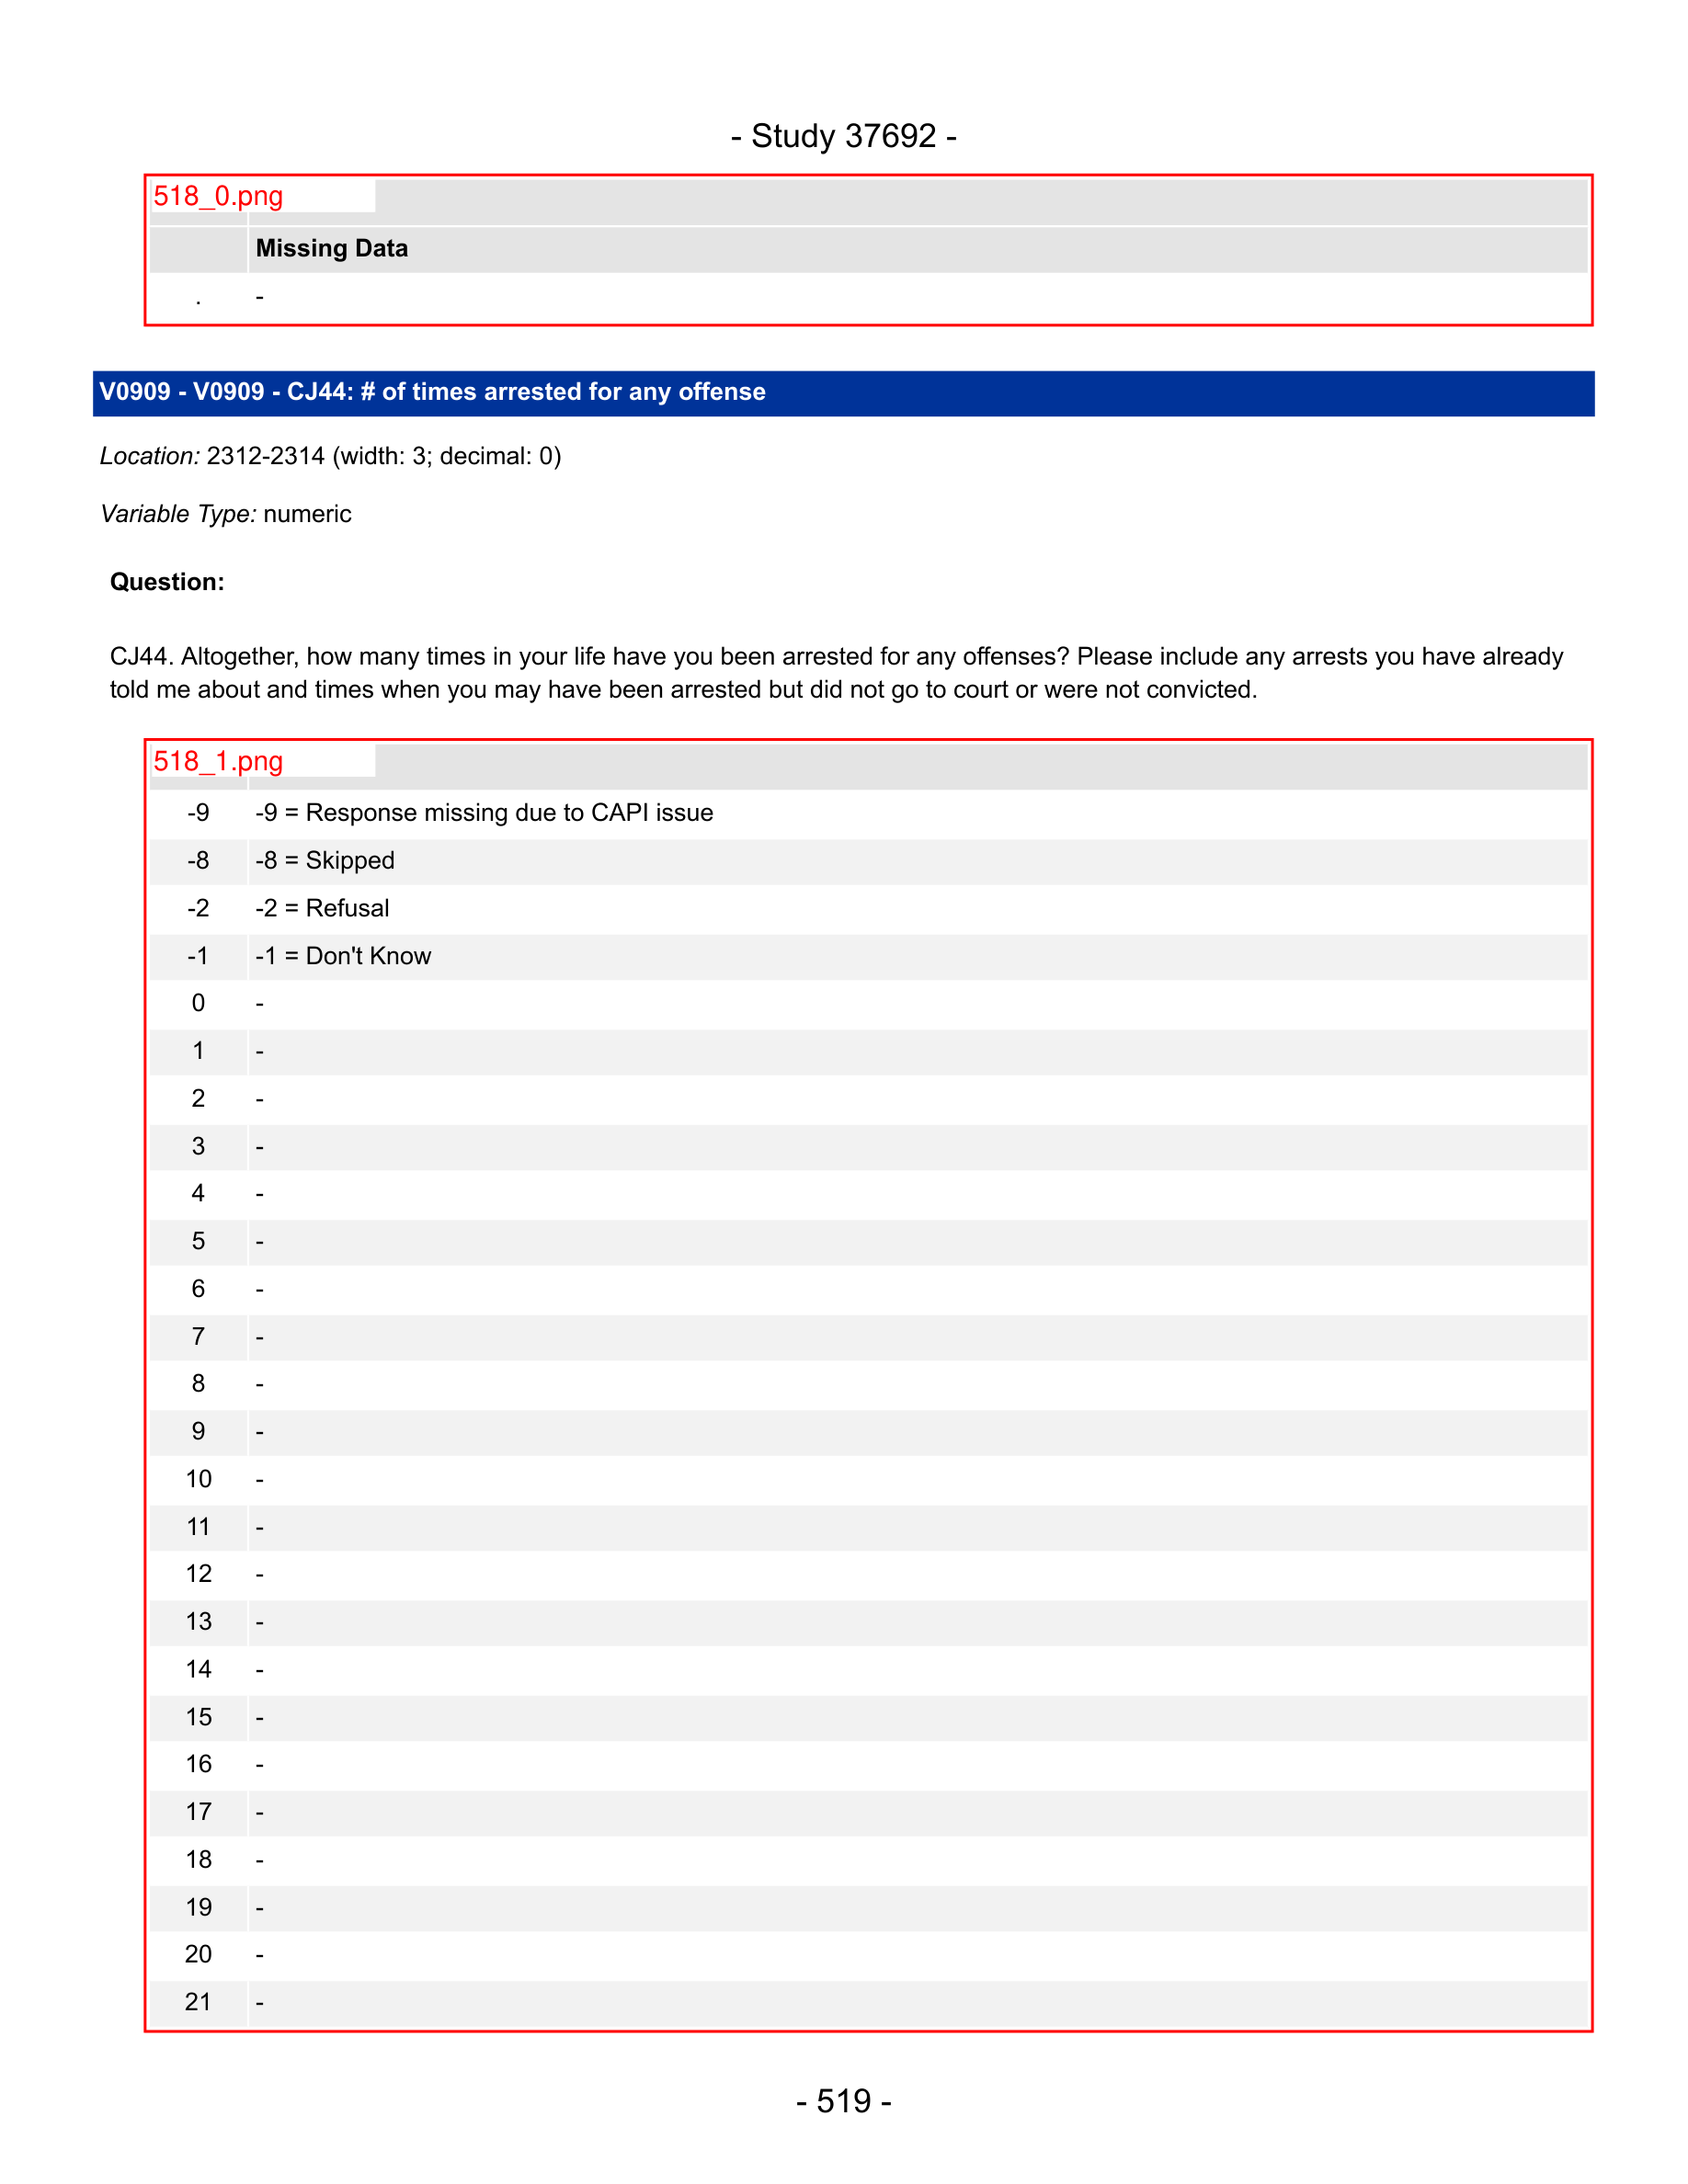 - Study 37692 -
518_0.png
Missing Data
. -
V0909 - V0909 - CJ44: # of times arrested for any offense
Location: 2312-2314 (width: 3; decimal: 0)
Variable Type: numeric
Question:
CJ44. Altogether, how many times in your life have you been arrested for any offenses? Please include any arrests you have already
told me about and times when you may have been arrested but did not go to court or were not convicted.
518_1.png
-9 -9 = Response missing due to CAPI issue
-8 -8 = Skipped
-2 -2 = Refusal
-1 -1 = Don't Know
0 -
1 -
2 -
3 -
4 -
5 -
6 -
7 -
8 -
9 -
10 -
11 -
12 -
13 -
14 -
15 -
16 -
17 -
18 -
19 -
20 -
21 -
- 519 -